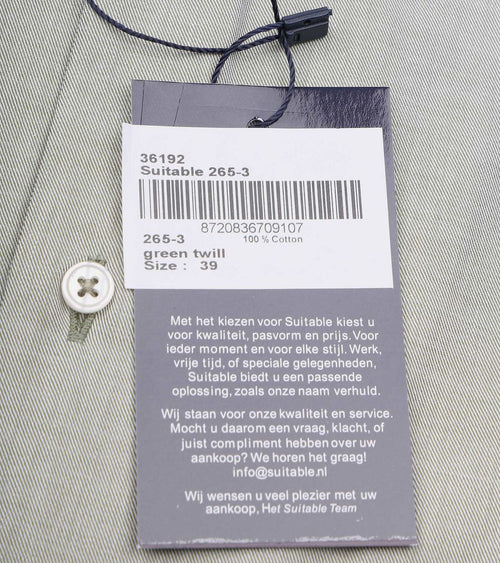 36192
Suitable 265-3
8720836709107
265-3 100 % Cotton
green twill
Size : 39
Met het kiezen voor Suitable kiest u
voor kwaliteit, pasvorm en prijs. Voor
ieder moment en voor elke stijl. Werk,
vrije tijd, of speciale gelegenheden,
Suitable biedt u een passende
oplossing, zoals onze naam verhuld.
Wij staan voor onze kwaliteit en service.
Mocht u daarom een vraag, klacht, of
juist compliment hebben over uw
aankoop? We horen het graag!
info@suitable.nl
Wij wensen u veel plezier met uw
aankoop, Het Suitable Team